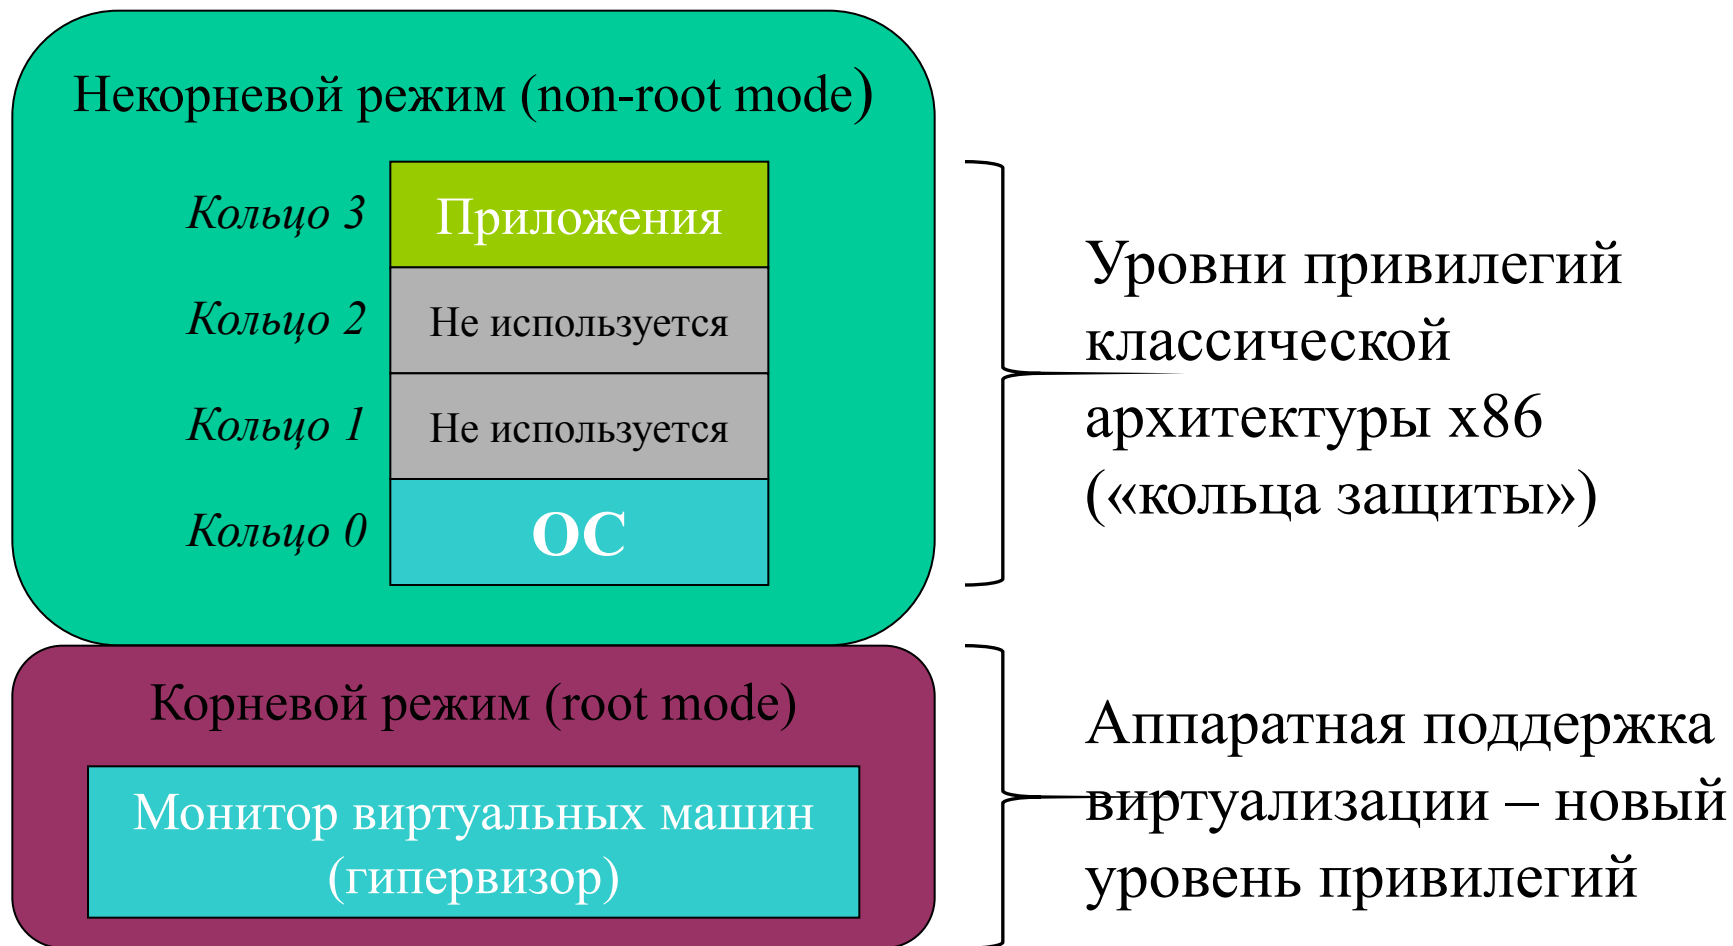 Некорневой режим (non-root mode)
Кольцо 3
Приложения
Кольцо 2
Не используется
Кольцо 1
Не используется
Кольцо 0
ОС
Уровни привилегий
классической
архитектуры x86
(«кольца защиты»)
Корневой режим (root mode)
Монитор виртуальных машин
(гипервизор)
Аппаратная поддержка
виртуализации – новый
уровень привилегий